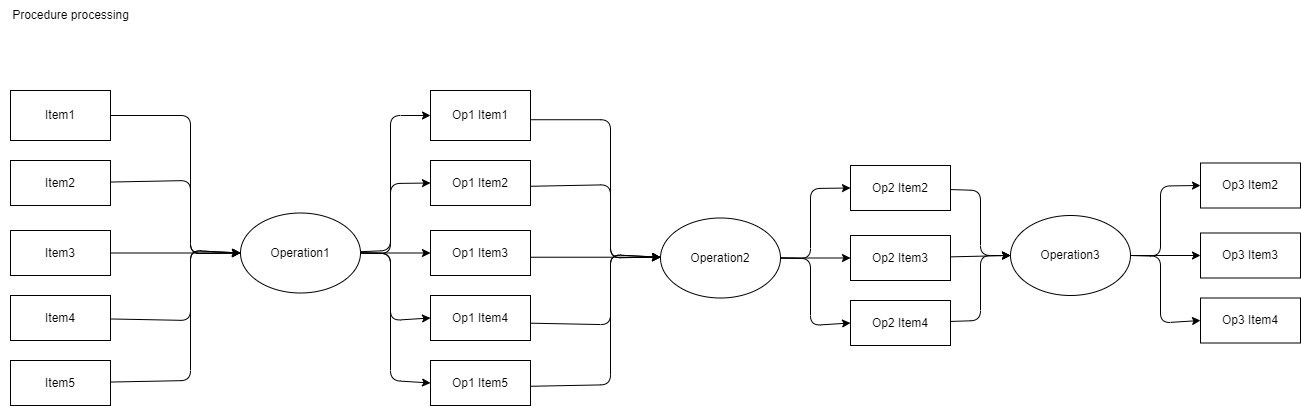 Procedure processing
Item1
Item2
Item3
Item4
Item5
Operation1
Op1 Item1
Op1 Item2
Op1 Item3
Op1 Item4
Op1 Item5
Operation2
Op2 Item2
Op2 Item3
Op2 Item4
Operation3
Op3 Item2
Op3 Item3
Op3 Item4